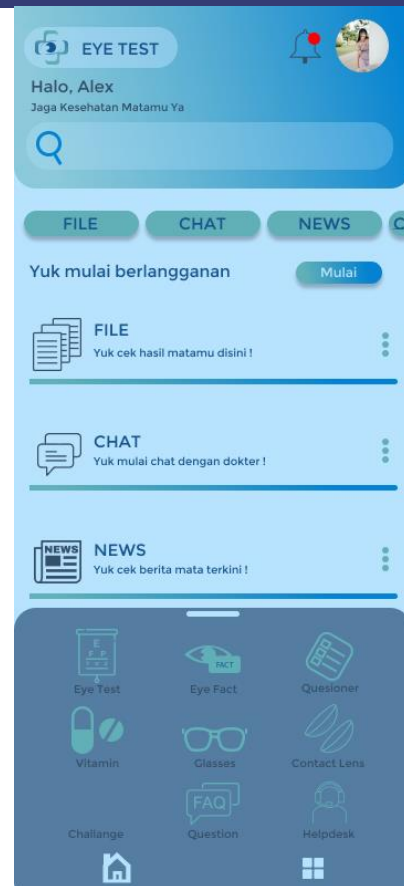 EYE TEST
Halo, Alex
Jaga Kesehatan Matamu Ya
FILE
CHAT
NEWS
Yuk mulai berlangganan
Mulai
FILE
Yuk cek hasil matamu disini !
CHAT
Yuk mulai chat dengan dokter !
NEWS
NEWS
Yuk cek berita mata terkini !
E
F P
FACT
Eye Test
Eye Fact
Quesioner
Vitamin
Glasses
Contact Lens
FAQ
Challange
Question
Helpdesk